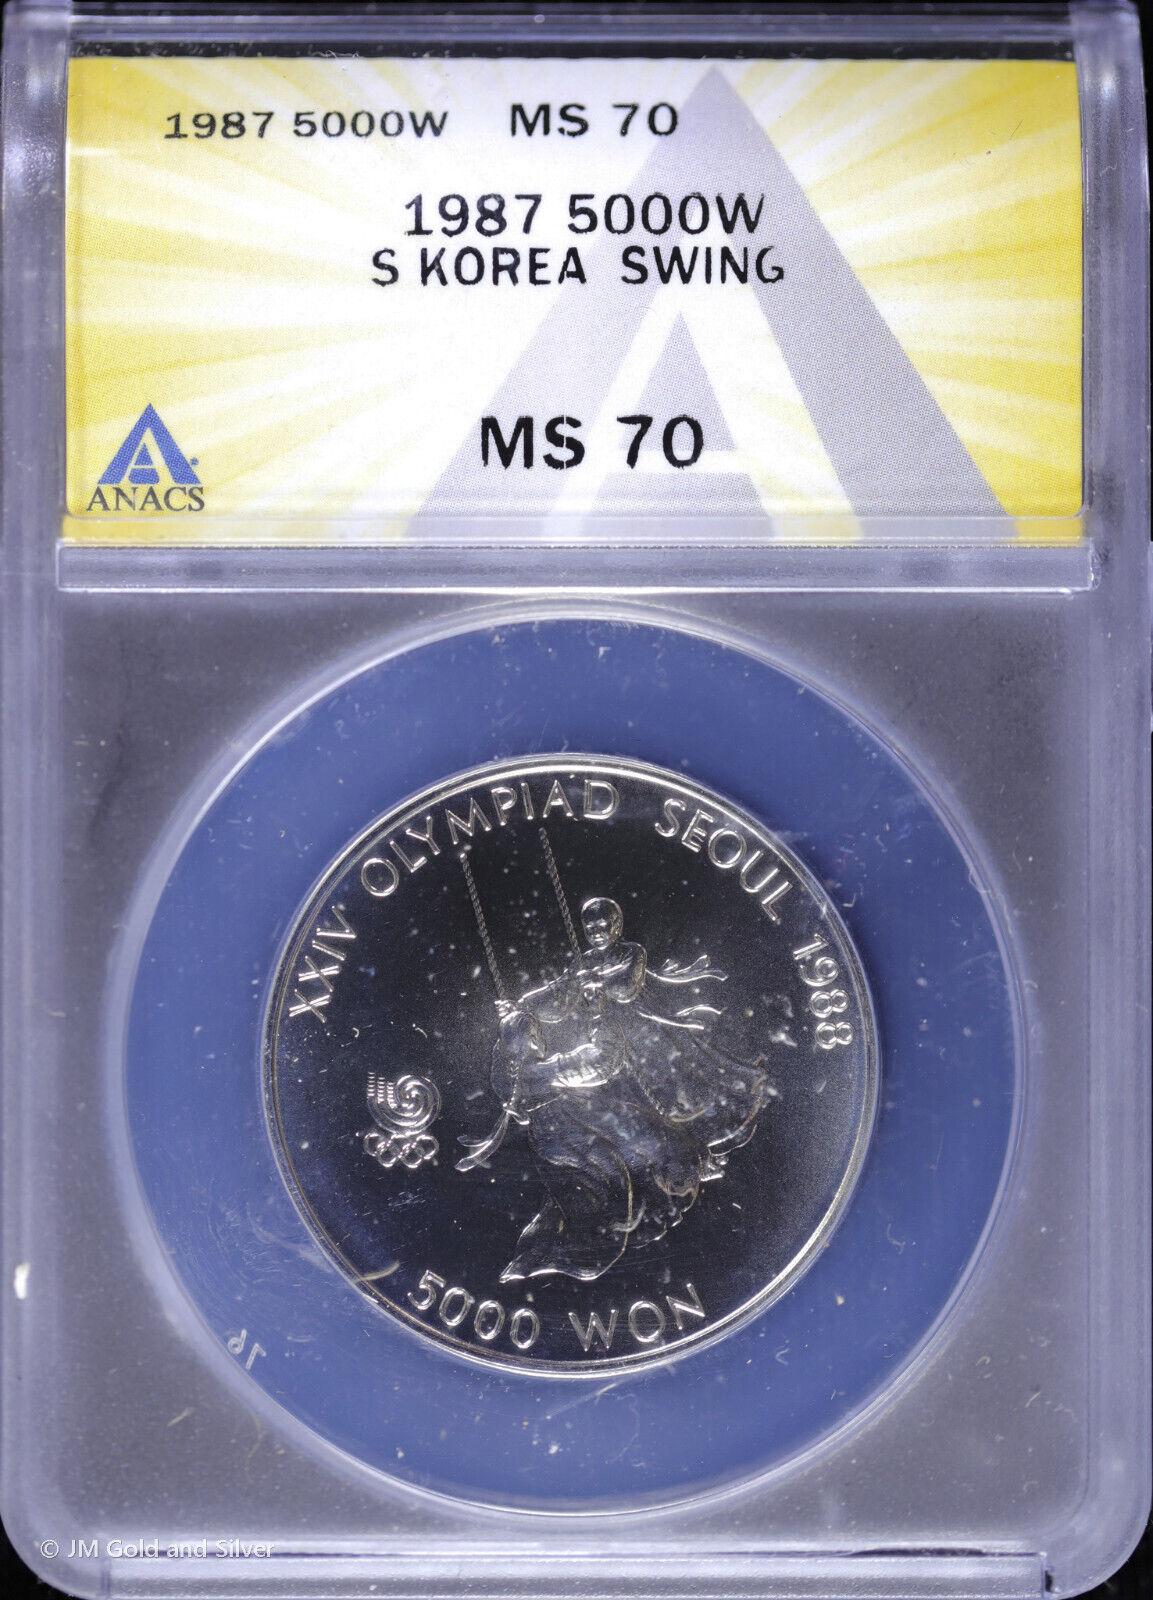 1987 5000W MS 70
1987 5000W
S KOREA SWING
MS 70
A
ANACS
XXIV OLYMPIAD SEOUL 1988
5000 WON
76
© JM Gold and Silver